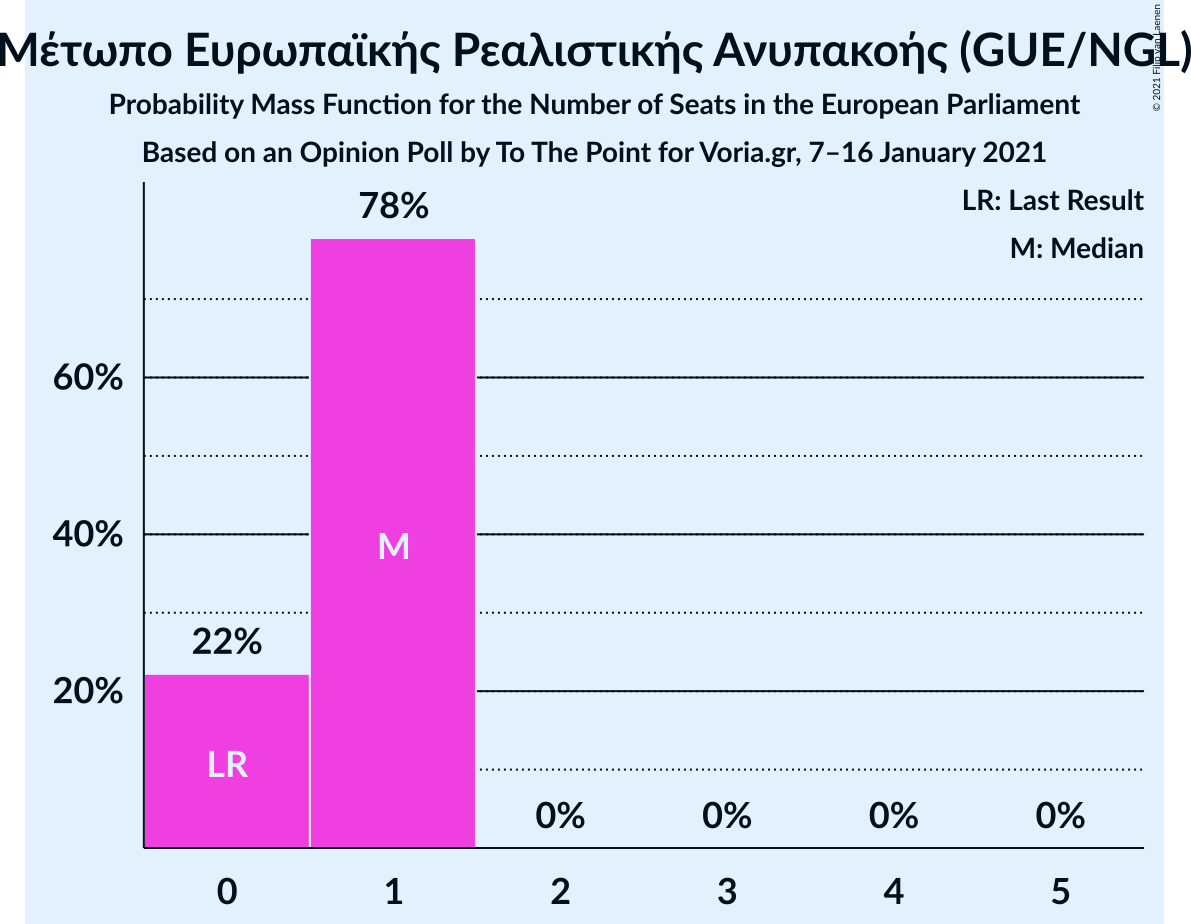 Μέτωπο Ευρωπαϊκής Ρεαλιστικής Ανυπακοής (GUE/NGL)
© 2021 Filip van Laenen
Probability Mass Function for the Number of Seats in the European Parliament
Based on an Opinion Poll by To The Point for Voria.gr, 7–16 January 2021
LR: Last Result
M: Median
78%
60%
M
40%
22%
20%
LR
0% 0% 0% 0%
0 1 2 3 4 5